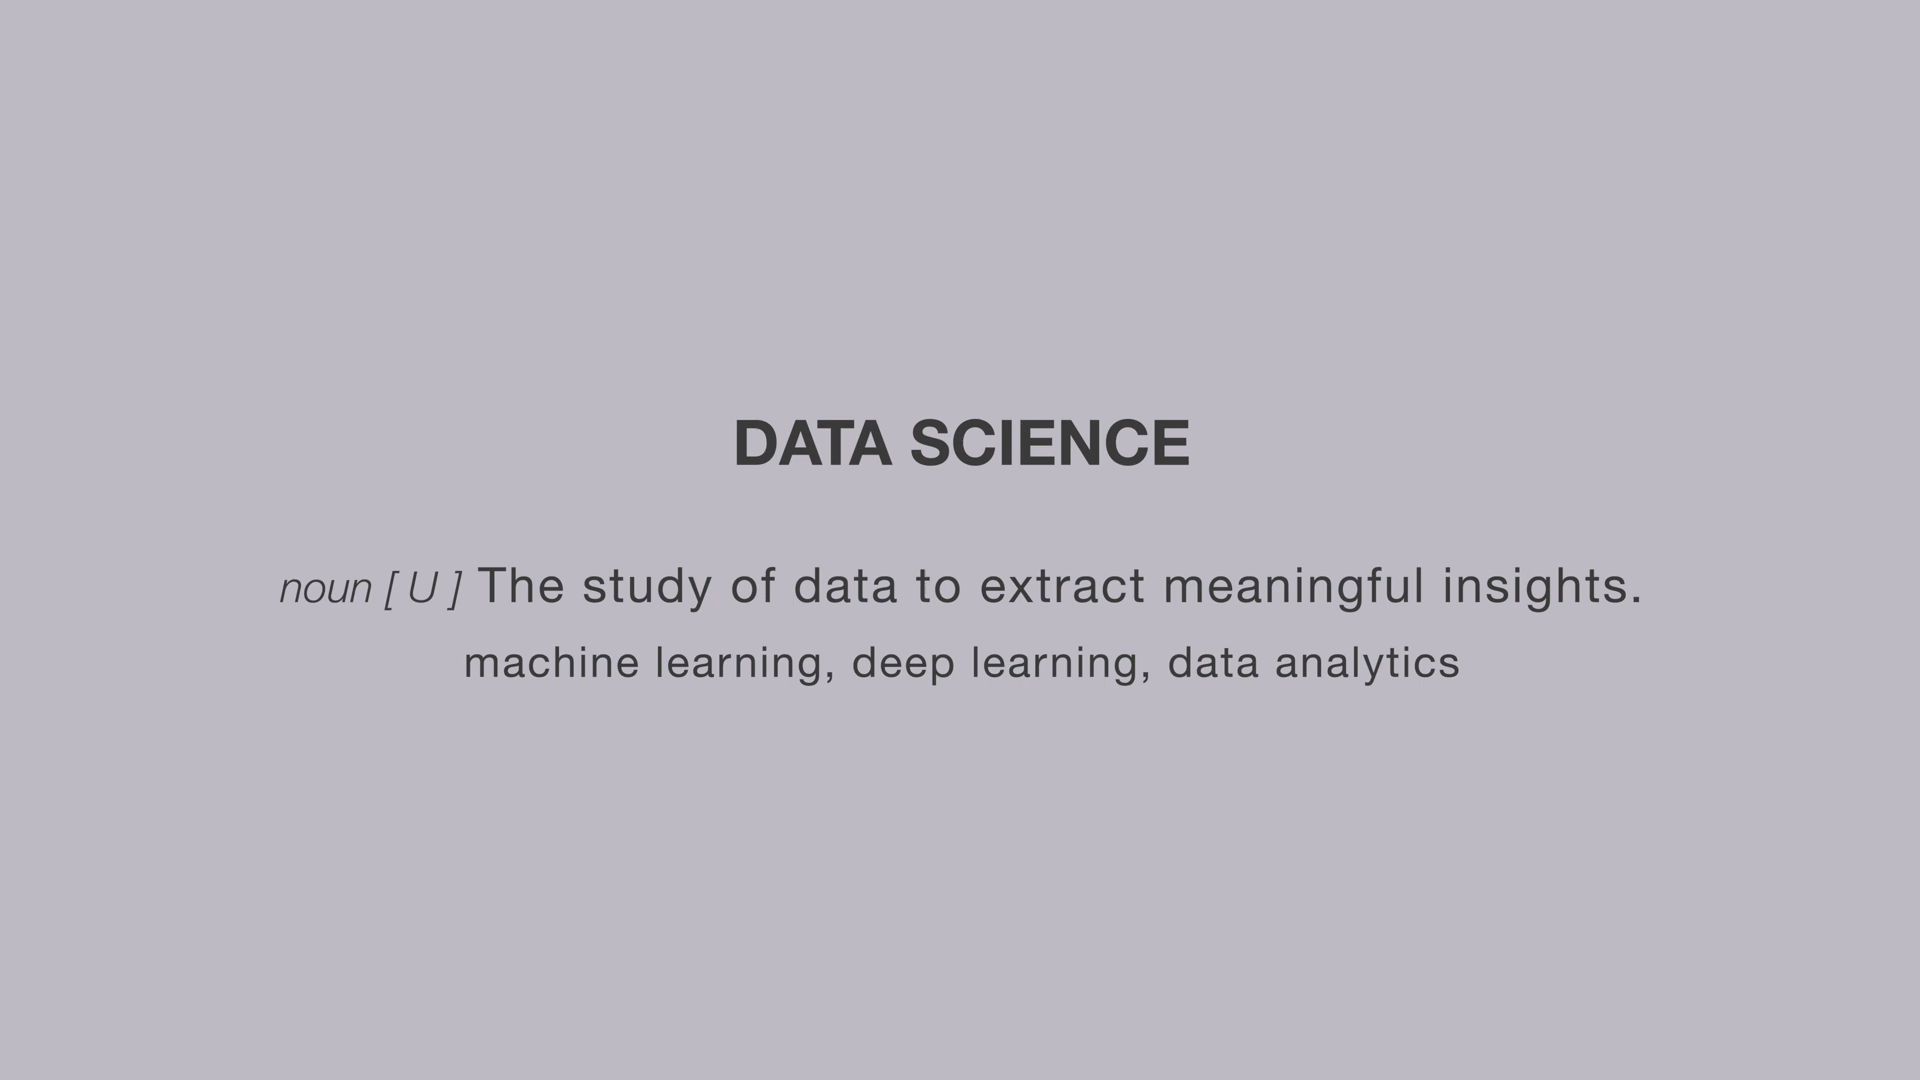 DATA SCIENCE
noun [ U ] The study of data to extract meaningful insights.
machine learning, deep learning, data analytics